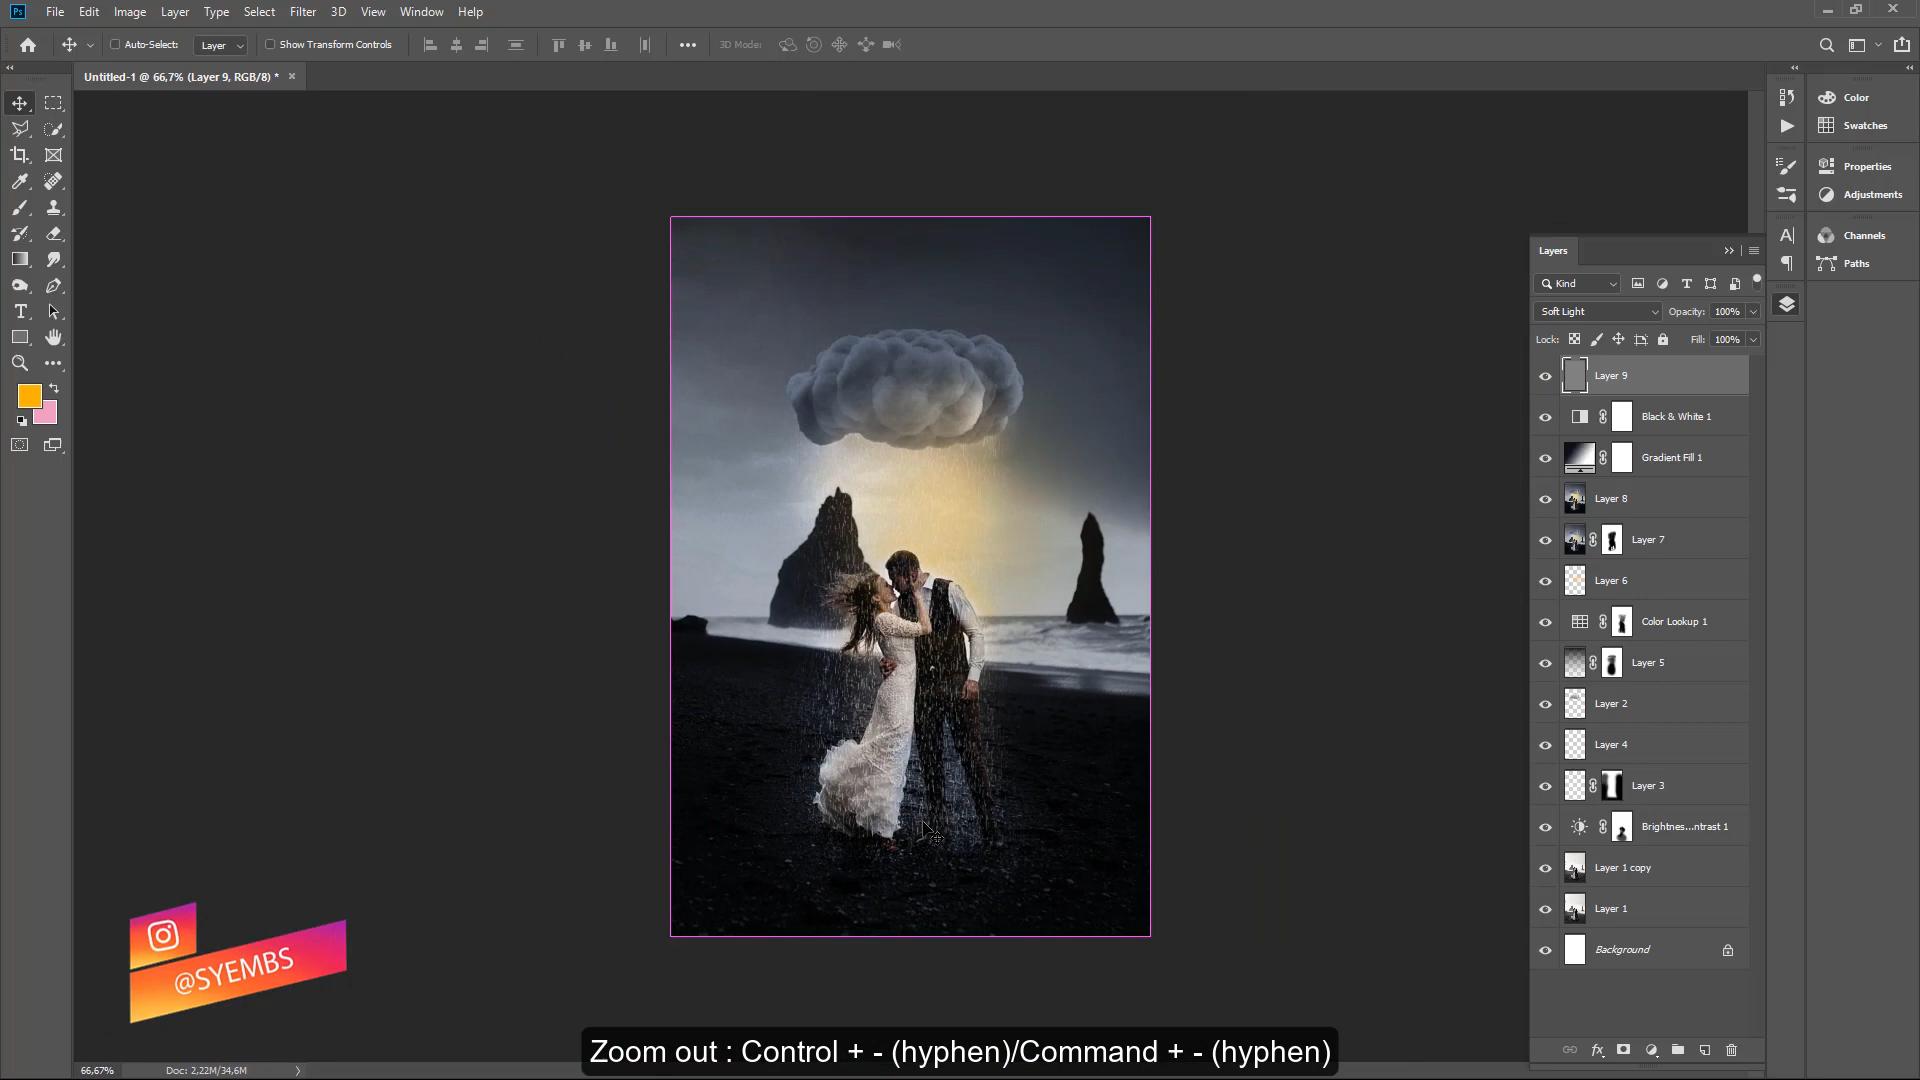 Ps File Edit Image Layer Type Select Filter 3D View Window Help
Auto-Select: Layer Show Transform Controls 3D Mode:
Untitled-1 @ 66,7% (Layer 9, RGB/8) *
Color
Swatches
Properties
Adjustments
Channels
Paths
Layers
Kind
Soft Light Opacity: 100%
Lock: Fill: 100%
Layer 9
Black & White 1
Gradient Fill 1
Layer 8
Layer 7
Layer 6
Color Lookup 1
Layer 5
Layer 2
Layer 4
Layer 3
Brightnes...ntrast 1
Layer 1 copy
Layer 1
Background
@SYEMBS
Zoom out : Control + - (hyphen)/Command + - (hyphen)
66,67% Doc: 2,22M/34,6M